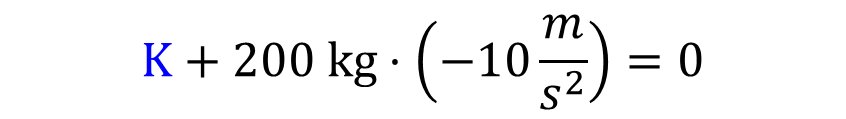 K + 200 kg · (−10 m/s²) = 0